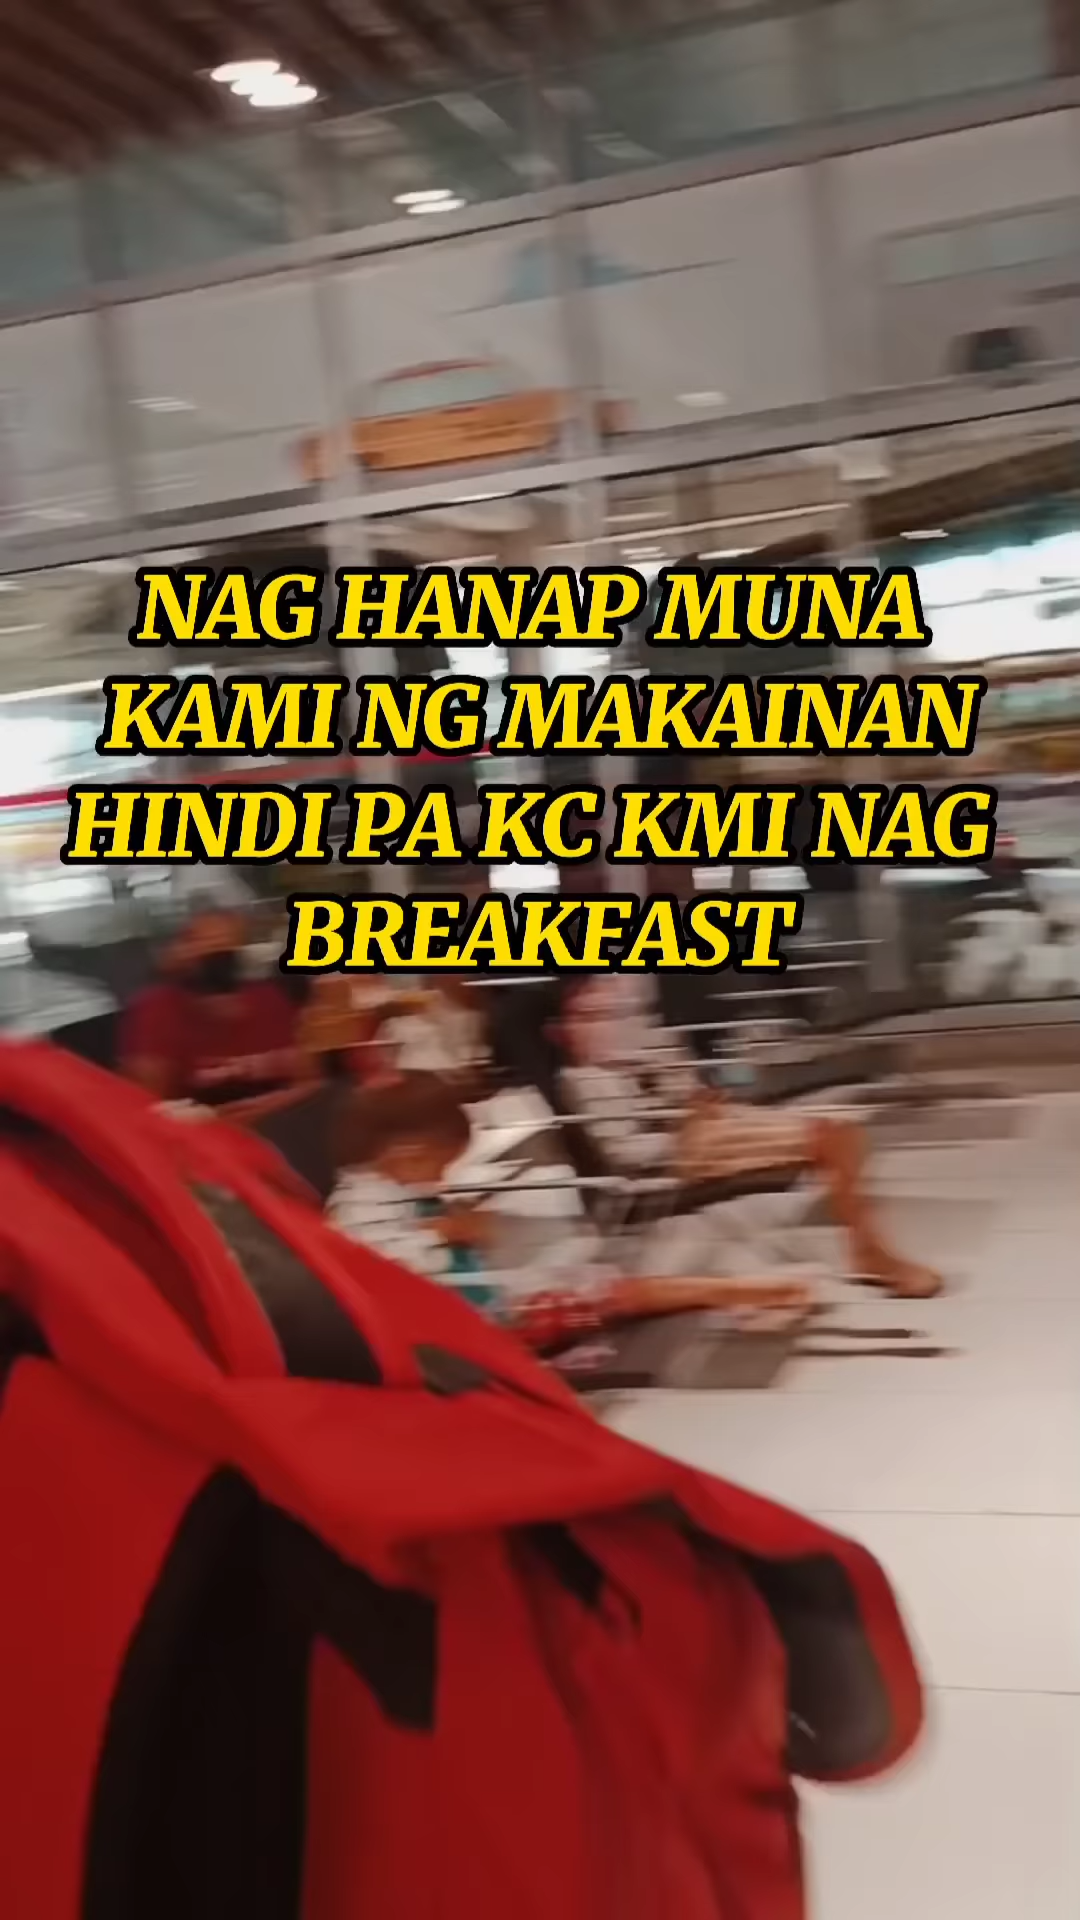 NAG HANAP MUNA
KAMI NG MAKAINAN
HINDI PA KC KMI NAG
BREAKFAST